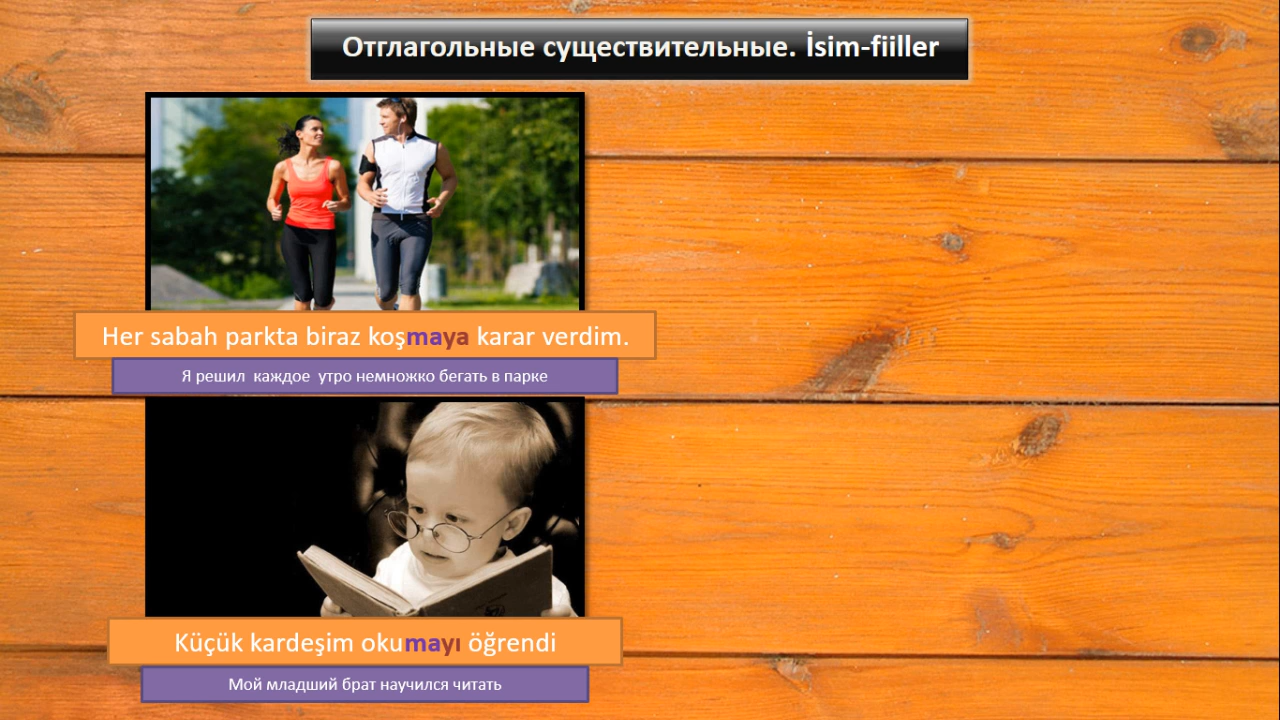 Отглагольные существительные. İsim-fiiller
Her sabah parkta biraz koşmaya karar verdim.
Я решил каждое утро немножко бегать в парке
Küçük kardeşim okumayı öğrendi
Мой младший брат научился читать